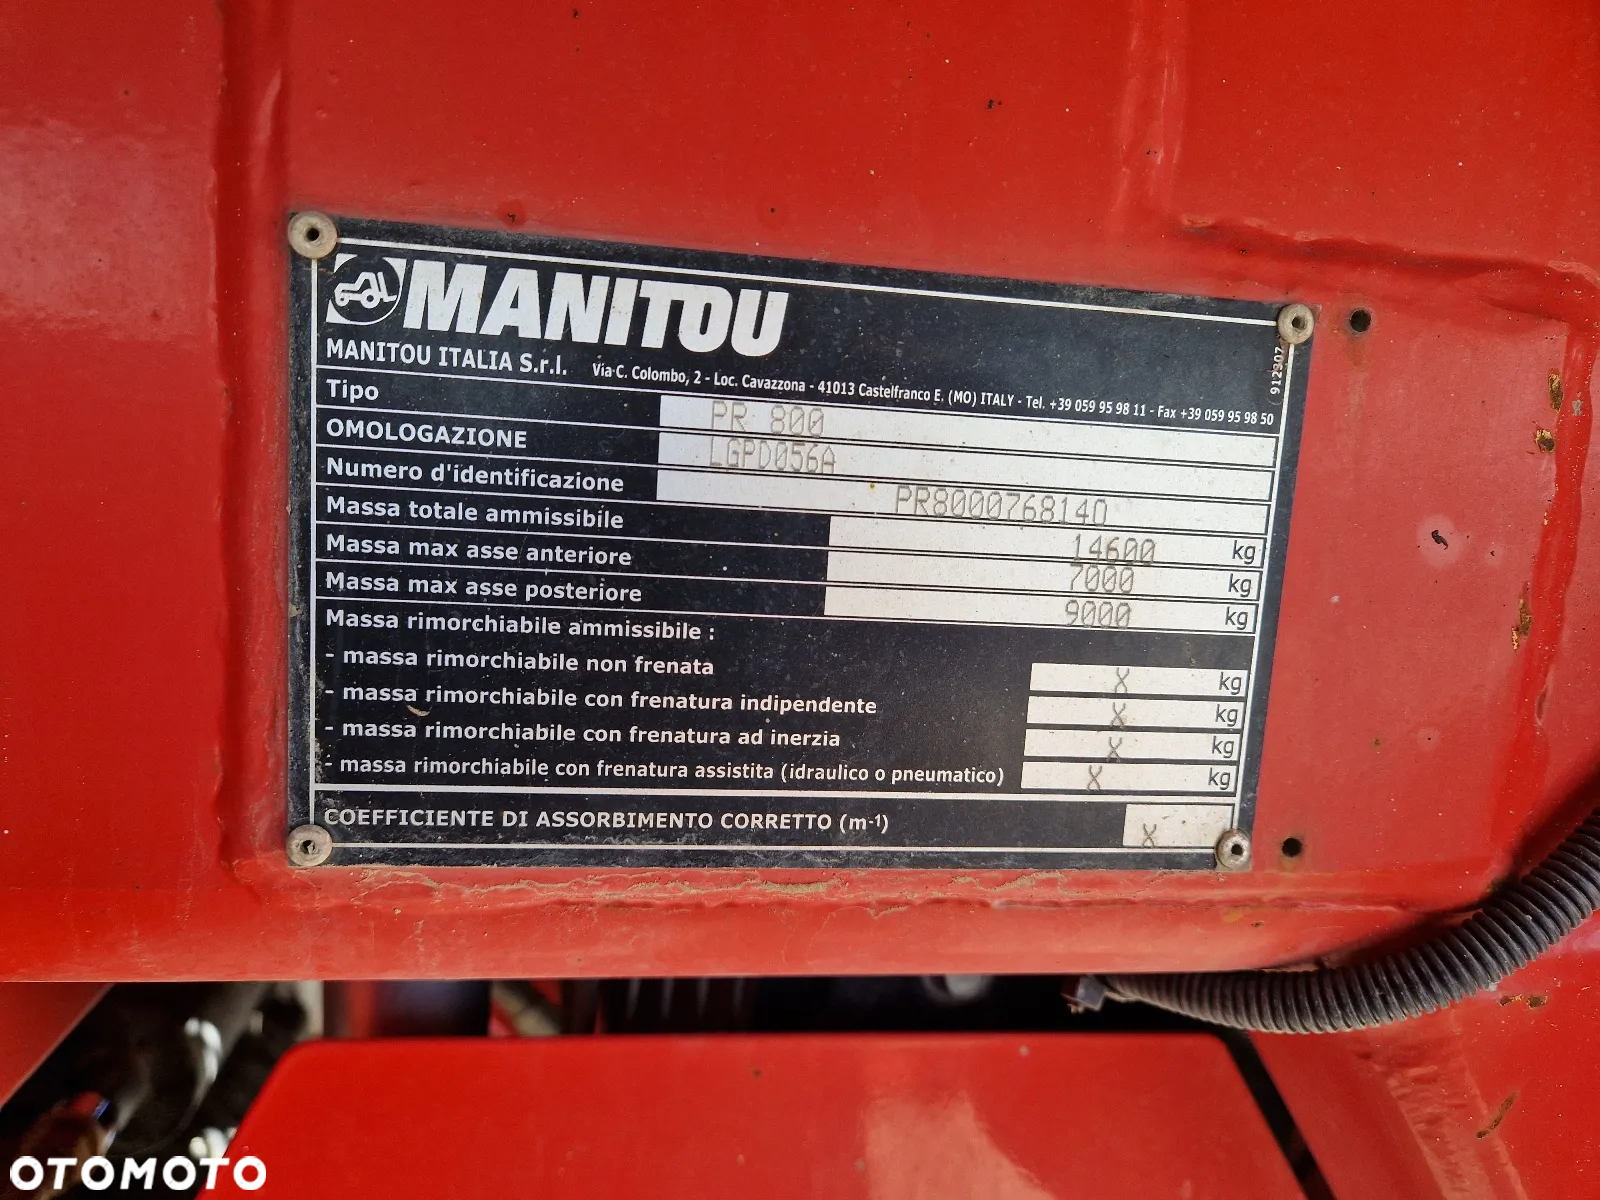 MANITOU
MANITOU ITALIA S.r.l. Via C. Colombo, 2 - Loc. Cavazzona - 41013 Castelfranco E. (MO) ITALY - Tel. +39 059 95 98 11 - Fax +39 059 95 98 50
912307
Tipo PR 800
OMOLOGAZIONE LGPD056A
Numero d'identificazione PR8000768140
Massa totale ammissibile 14600 kg
Massa max asse anteriore 7000 kg
Massa max asse posteriore 9000 kg
Massa rimorchiabile ammissibile :
- massa rimorchiabile non frenata X kg
- massa rimorchiabile con frenatura indipendente X kg
- massa rimorchiabile con frenatura ad inerzia X kg
- massa rimorchiabile con frenatura assistita (idraulico o pneumatico) X kg
COEFFICIENTE DI ASSORBIMENTO CORRETTO (m⁻¹) X
OTOMOTO